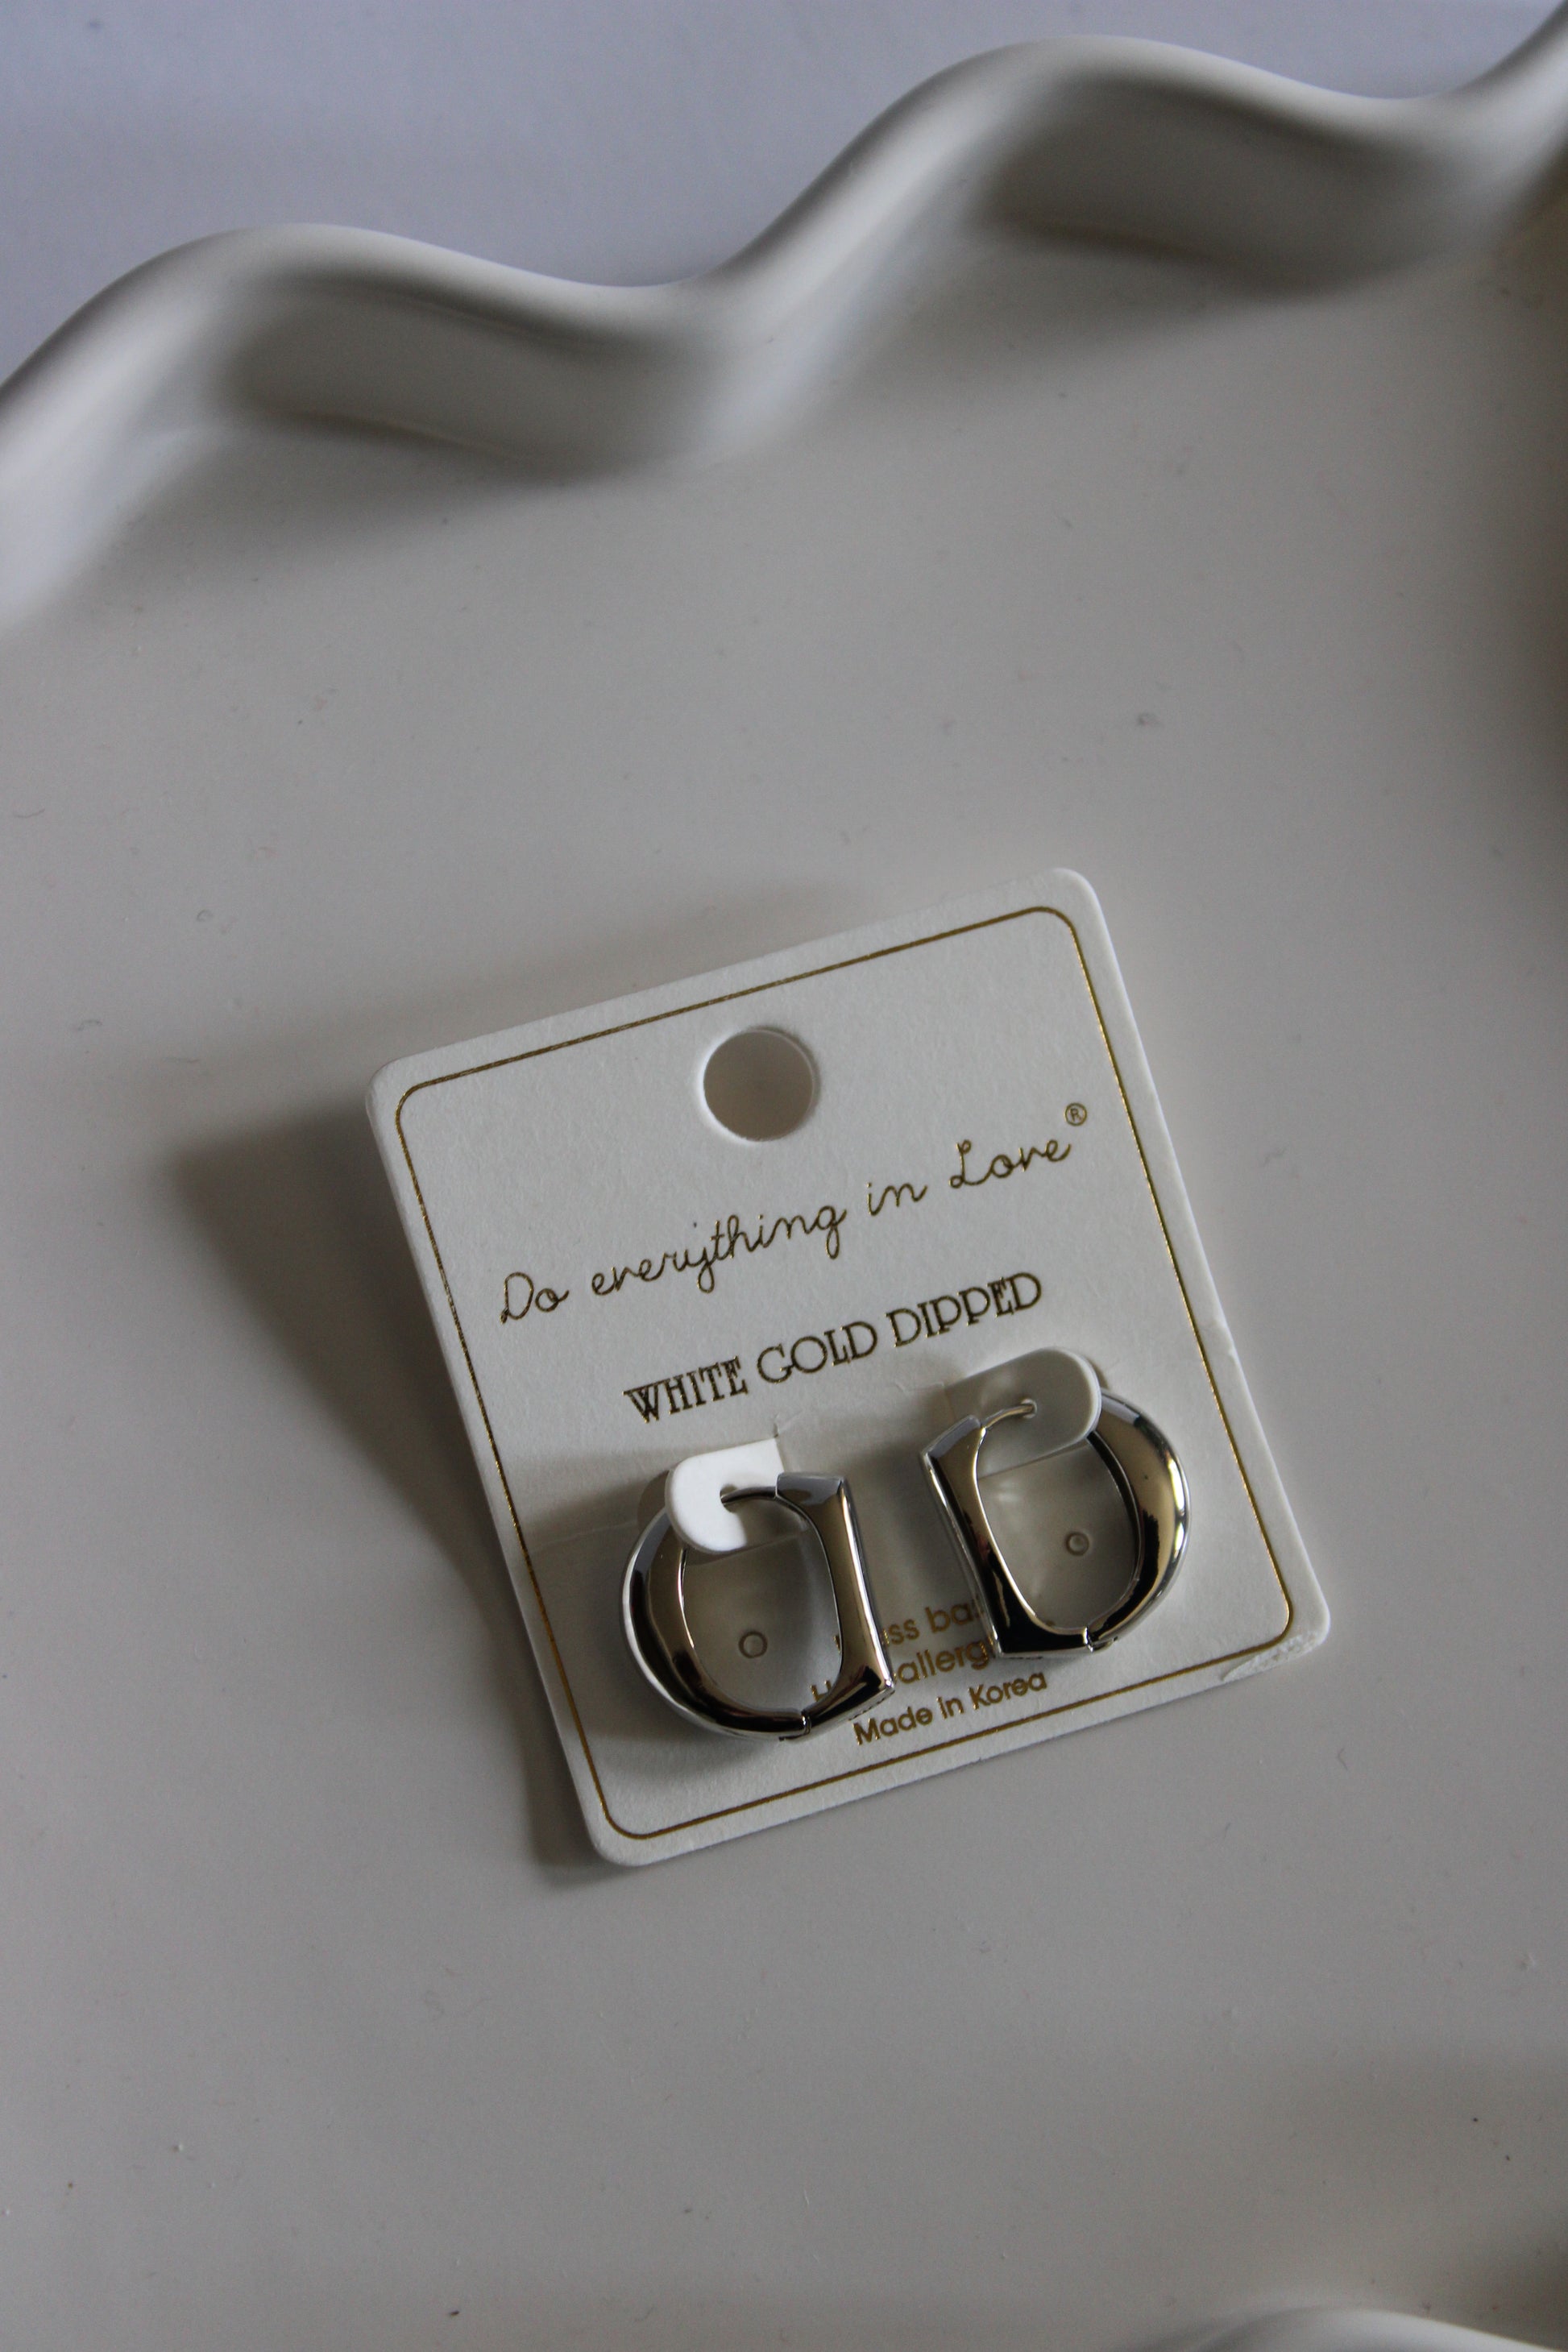 Do everything in Love®
WHITE GOLD DIPPED
Made in Korea